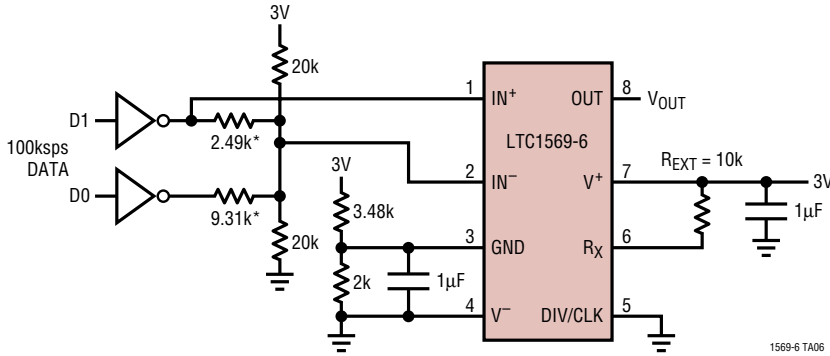 3V
20k
1
IN+
OUT
8
VOUT
D1
2.49k*
LTC1569-6
100ksps
DATA
3V
REXT = 10k
2
IN–
V+
7
3V
D0
9.31k*
3.48k
1µF
20k
3
GND
RX
6
2k
1µF
4
V–
DIV/CLK
5
1569-6 TA06